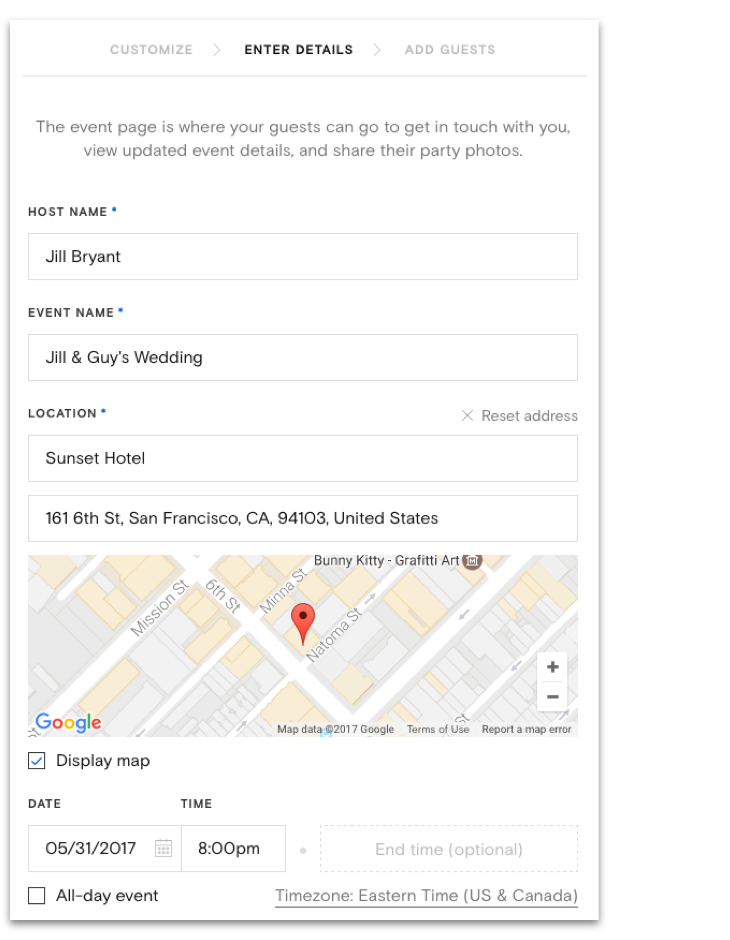 CUSTOMIZE > ENTER DETAILS > ADD GUESTS
The event page is where your guests can go to get in touch with you,
view updated event details, and share their party photos.
HOST NAME *
Jill Bryant
EVENT NAME *
Jill & Guy's Wedding
LOCATION *
Reset address
Sunset Hotel
161 6th St, San Francisco, CA, 94103, United States
Bunny Kitty - Grafitti Art
Mission St
6th St
Minna St
Natoma St
St
St
+
−
Google
Map data ©2017 Google Terms of Use Report a map error
Display map
DATE TIME
05/31/2017 8:00pm End time (optional)
All-day event Timezone: Eastern Time (US & Canada)